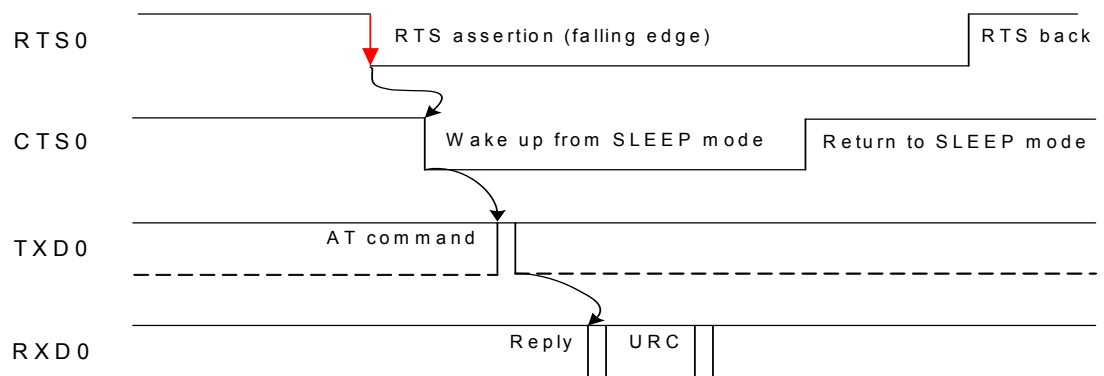 RTS0
RTS assertion (falling edge)
RTS back
CTS0
Wake up from SLEEP mode
Return to SLEEP mode
TXD0
AT command
RXD0
Reply
URC